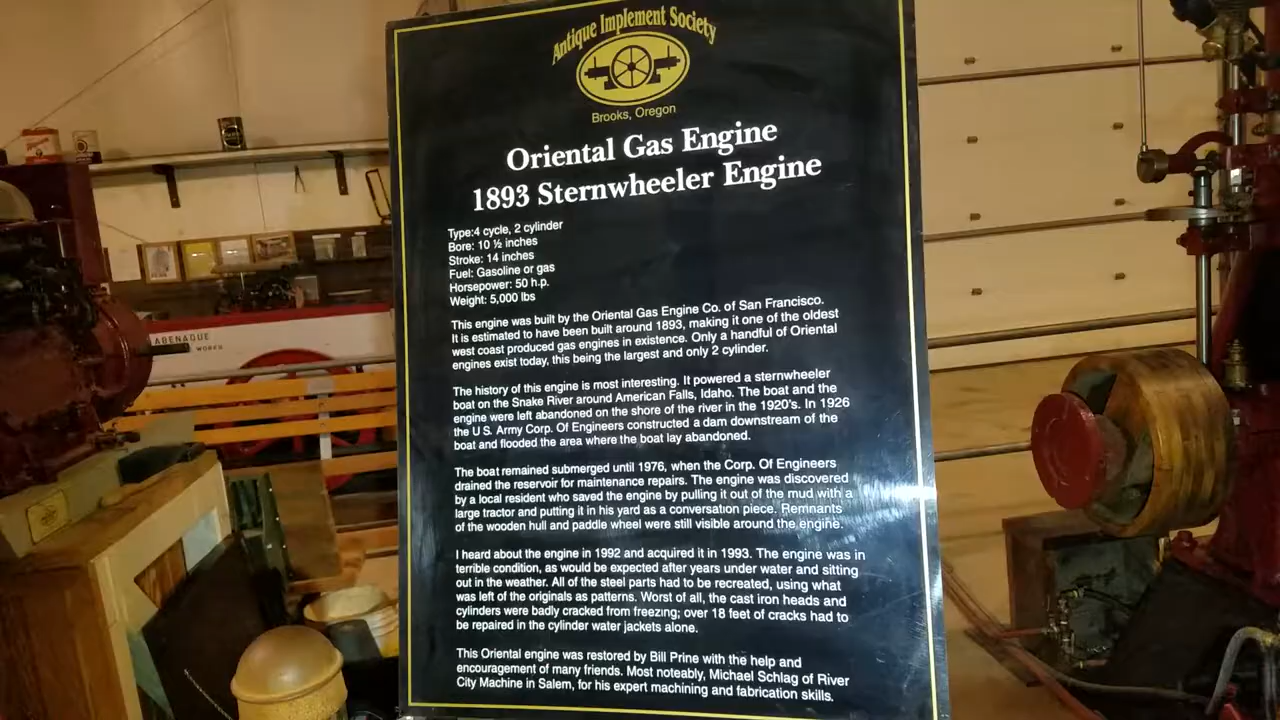 Antique Implement Society
Brooks, Oregon
Oriental Gas Engine
1893 Sternwheeler Engine
Type:4 cycle, 2 cylinder
Bore: 10 ½ inches
Stroke: 14 inches
Fuel: Gasoline or gas
Horsepower: 50 h.p.
Weight: 5,000 lbs
This engine was built by the Oriental Gas Engine Co. of San Francisco.
It is estimated to have been built around 1893, making it one of the oldest
west coast produced gas engines in existence. Only a handful of Oriental
engines exist today, this being the largest and only 2 cylinder.
The history of this engine is most interesting. It powered a sternwheeler
boat on the Snake River around American Falls, Idaho. The boat and the
engine were left abandoned on the shore of the river in the 1920's. In 1926
the U S. Army Corp. Of Engineers constructed a dam downstream of the
boat and flooded the area where the boat lay abandoned.
The boat remained submerged until 1976, when the Corp. Of Engineers
drained the reservoir for maintenance repairs. The engine was discovered
by a local resident who saved the engine by pulling it out of the mud with a
large tractor and putting it in his yard as a conversation piece. Remnants
of the wooden hull and paddle wheel were still visible around the engine.
I heard about the engine in 1992 and acquired it in 1993. The engine was in
terrible condition, as would be expected after years under water and sitting
out in the weather. All of the steel parts had to be recreated, using what
was left of the originals as patterns. Worst of all, the cast iron heads and
cylinders were badly cracked from freezing; over 18 feet of cracks had to
be repaired in the cylinder water jackets alone.
This Oriental engine was restored by Bill Prine with the help and
encouragement of many friends. Most noteably, Michael Schlag of River
City Machine in Salem, for his expert machining and fabrication skills.
ABENAQUE
WORKS